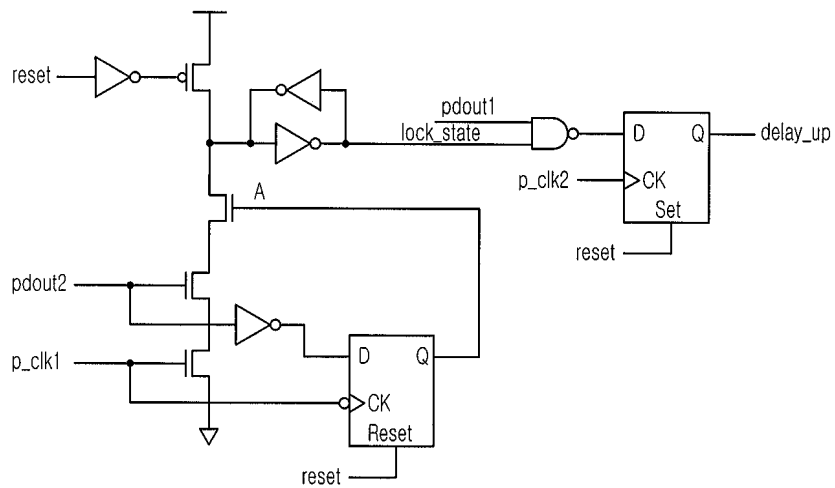 reset
pdout1
lock_state
D
Q
delay_up
p_clk2
CK
Set
reset
A
pdout2
p_clk1
D
Q
CK
Reset
reset